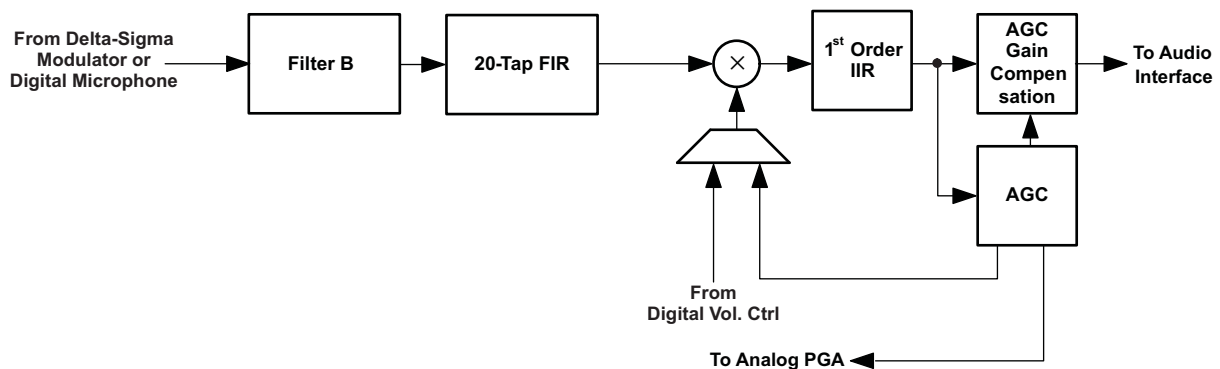 From Delta-Sigma
Modulator or
Digital Microphone
Filter B
20-Tap FIR
×
1st Order
IIR
AGC
Gain
Compen
sation
To Audio
Interface
AGC
From
Digital Vol. Ctrl
To Analog PGA